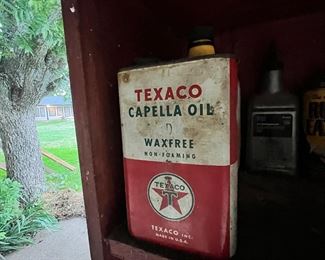 TEXACO
CAPELLA OIL
D
WAXFREE
NON-FOAMING
TEXACO
T
TEXACO INC.
MADE IN U.S.A.